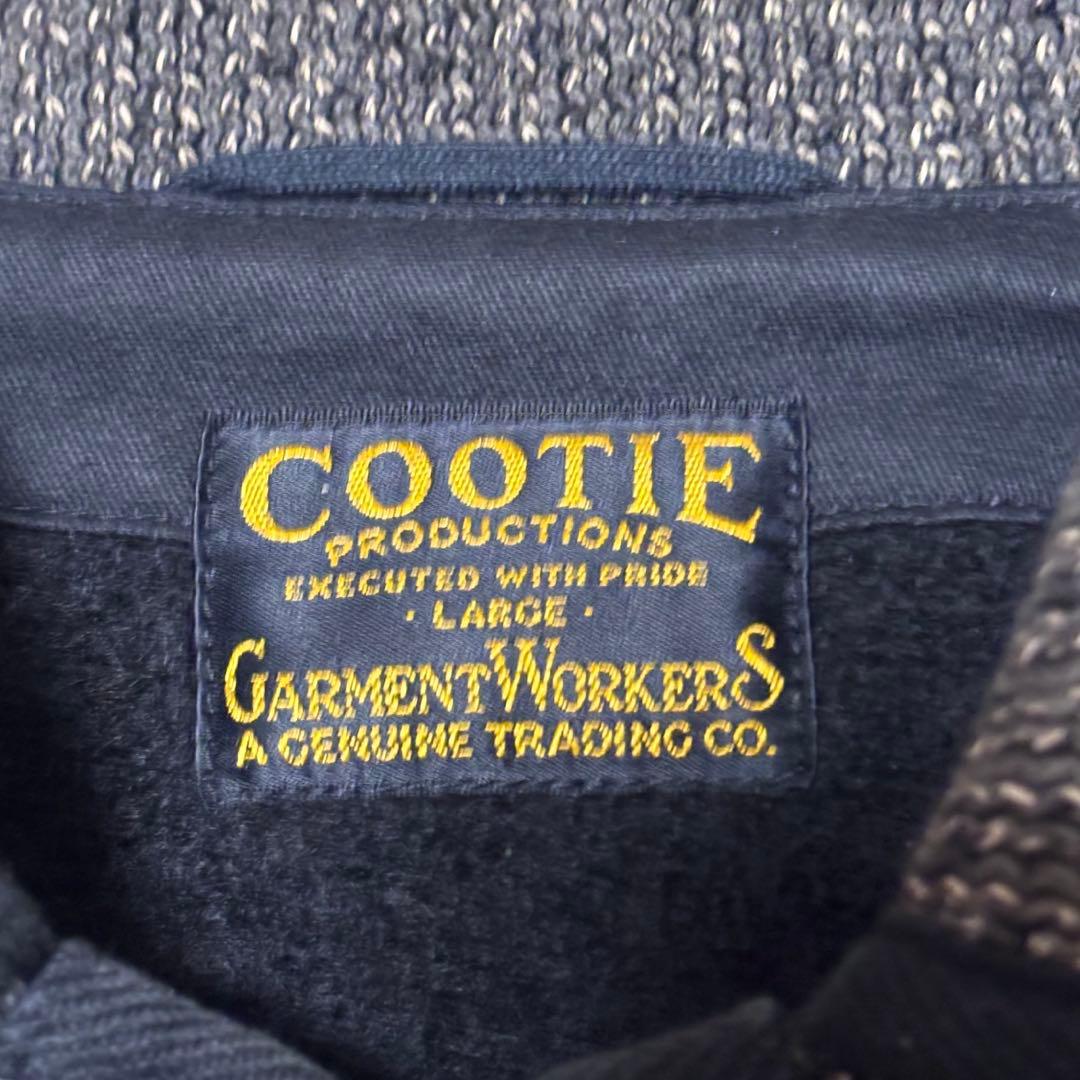 COOTIE
PRODUCTIONS
EXECUTED WITH PRIDE
· LARGE ·
GARMENTWORKERS
A GENUINE TRADING CO.